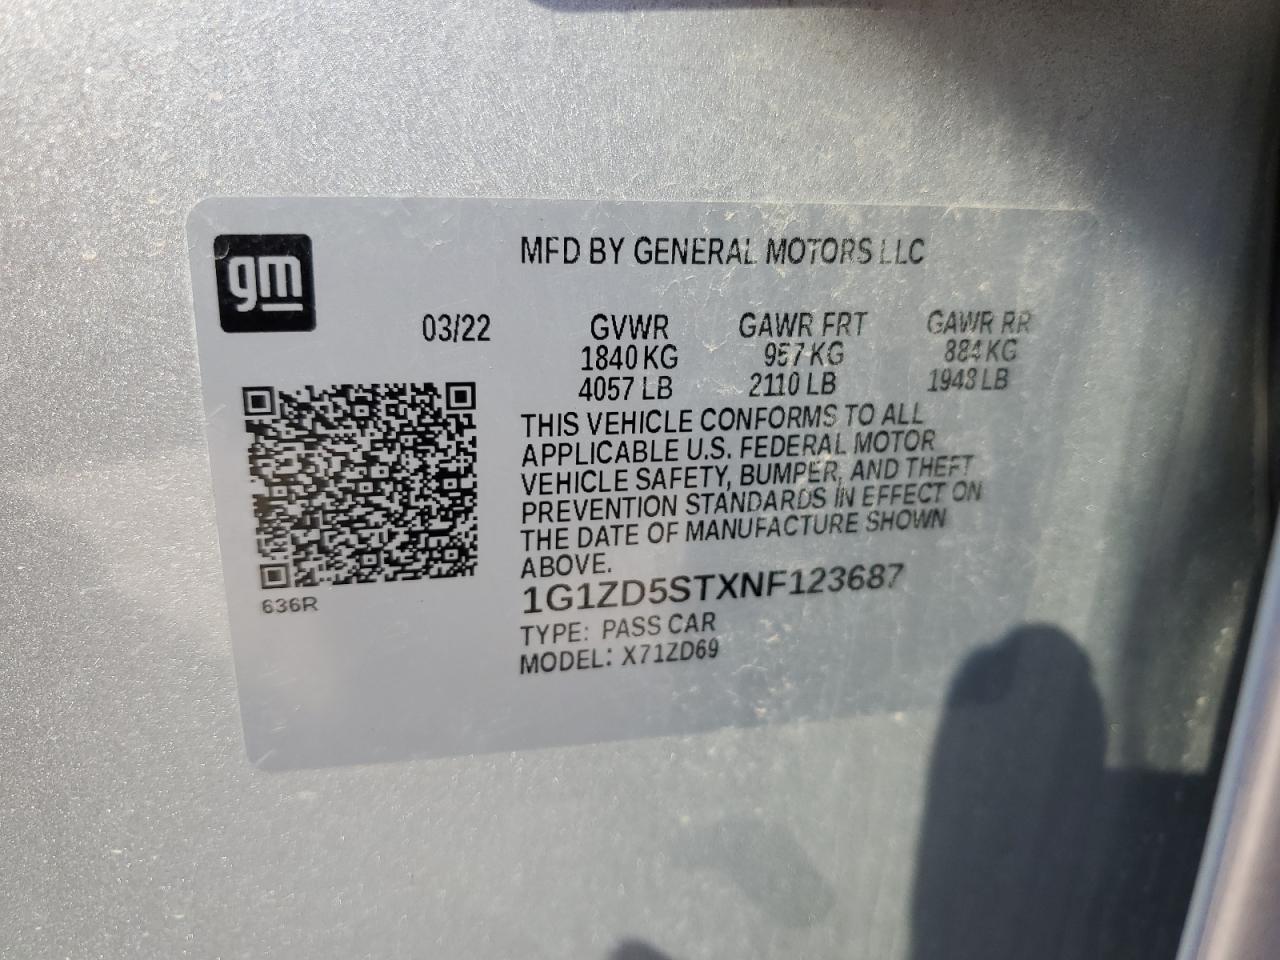 gm
MFD BY GENERAL MOTORS LLC
03/22 GVWR GAWR FRT GAWR RR
1840 KG 957 KG 884 KG
4057 LB 2110 LB 1948 LB
THIS VEHICLE CONFORMS TO ALL
APPLICABLE U.S. FEDERAL MOTOR
VEHICLE SAFETY, BUMPER, AND THEFT
PREVENTION STANDARDS IN EFFECT ON
THE DATE OF MANUFACTURE SHOWN
ABOVE.
1G1ZD5STXNF123687
636R
TYPE: PASS CAR
MODEL: X71ZD69